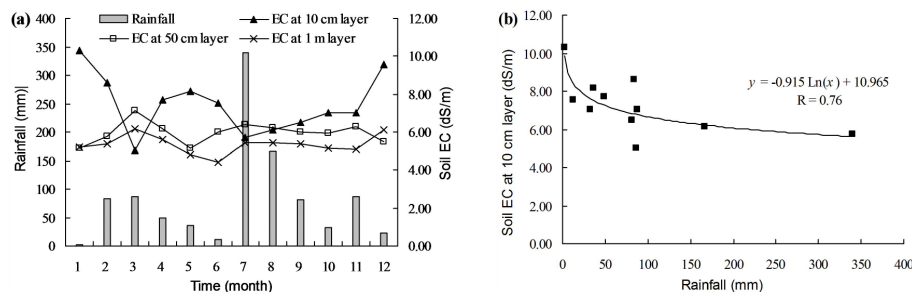 (a)
Rainfall
EC at 10 cm layer
EC at 50 cm layer
EC at 1 m layer
400
350
300
250
200
150
100
50
0
Rainfall (mm)|
12.00
10.00
8.00
6.00
4.00
2.00
0.00
Soil EC (dS/m)
1 2 3 4 5 6 7 8 9 10 11 12
Time (month)
(b)
12.00
10.00
8.00
6.00
4.00
2.00
0.00
Soil EC at 10 cm layer (dS/m)
y = -0.915 Ln(x) + 10.965
R = 0.76
0 50 100 150 200 250 300 350 400
Rainfall (mm)